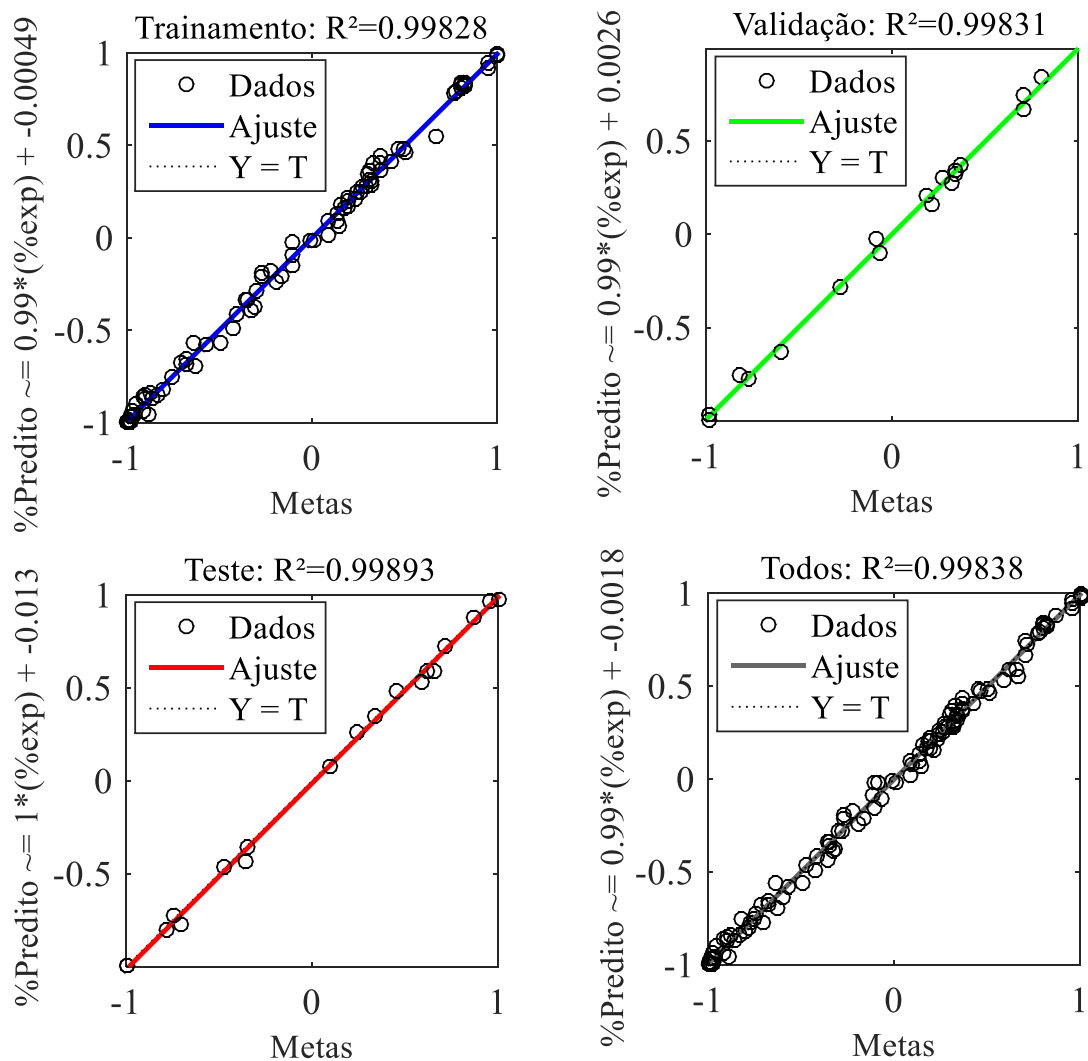 Trainamento: R²=0.99828
%Predito ~= 0.99*(%exp) + -0.00049
Dados
Ajuste
Y = T
1
0.5
0
-0.5
-1
-1
0
1
Metas
Validação: R²=0.99831
%Predito ~= 0.99*(%exp) + 0.0026
Dados
Ajuste
Y = T
0.5
0
-0.5
-1
0
1
Metas
Teste: R²=0.99893
%Predito ~= 1*(%exp) + -0.013
Dados
Ajuste
Y = T
1
0.5
0
-0.5
-1
0
1
Metas
Todos: R²=0.99838
%Predito ~= 0.99*(%exp) + -0.0018
Dados
Ajuste
Y = T
1
0.5
0
-0.5
-1
-1
0
1
Metas